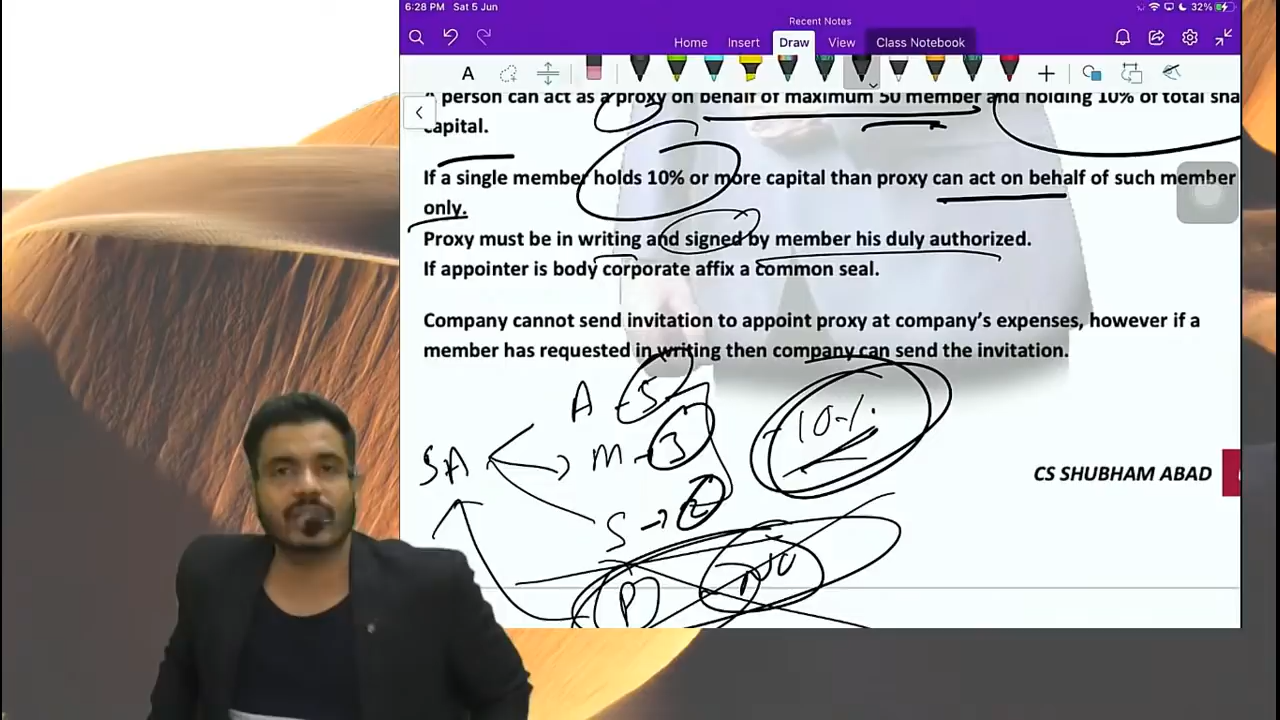 6:28 PM Sat 5 Jun
32%
Recent Notes
Home Insert Draw View Class Notebook
A
A person can act as a proxy on behalf of maximum 50 member and holding 10% of total sha
capital.
If a single member holds 10% or more capital than proxy can act on behalf of such member
only.
Proxy must be in writing and signed by member his duly authorized.
If appointer is body corporate affix a common seal.
Company cannot send invitation to appoint proxy at company's expenses, however if a
member has requested in writing then company can send the invitation.
A 5
10%
SA M 3
CS SHUBHAM ABAD
S 2
P